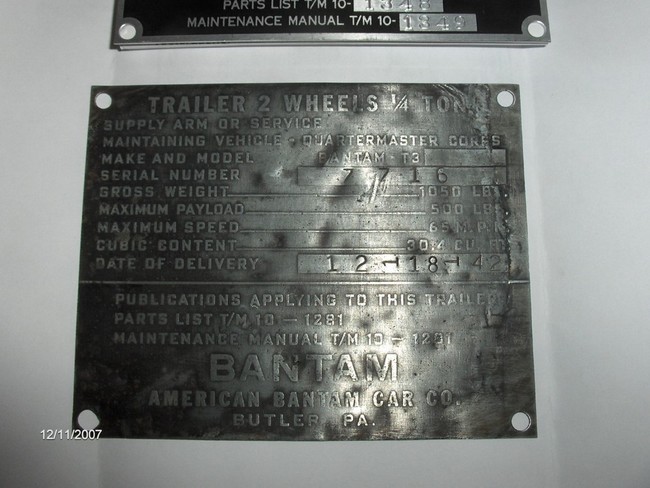 PARTS LIST T/M 10- 1348
MAINTENANCE MANUAL T/M 10- 1349
TRAILER 2 WHEELS 1/4 TON
SUPPLY ARM OR SERVICE
MAINTAINING VEHICLE - QUARTERMASTER CORPS
MAKE AND MODEL BANTAM - T3
SERIAL NUMBER 7716
GROSS WEIGHT 1050 LBS.
MAXIMUM PAYLOAD 500 LBS.
MAXIMUM SPEED 65 M.P.H.
CUBIC CONTENT 30.4 CU. FT.
DATE OF DELIVERY 12-18-42
PUBLICATIONS APPLYING TO THIS TRAILER
PARTS LIST T/M 10 - 1281
MAINTENANCE MANUAL T/M 10 - 1281
BANTAM
AMERICAN BANTAM CAR CO.
BUTLER, PA.
12/11/2007